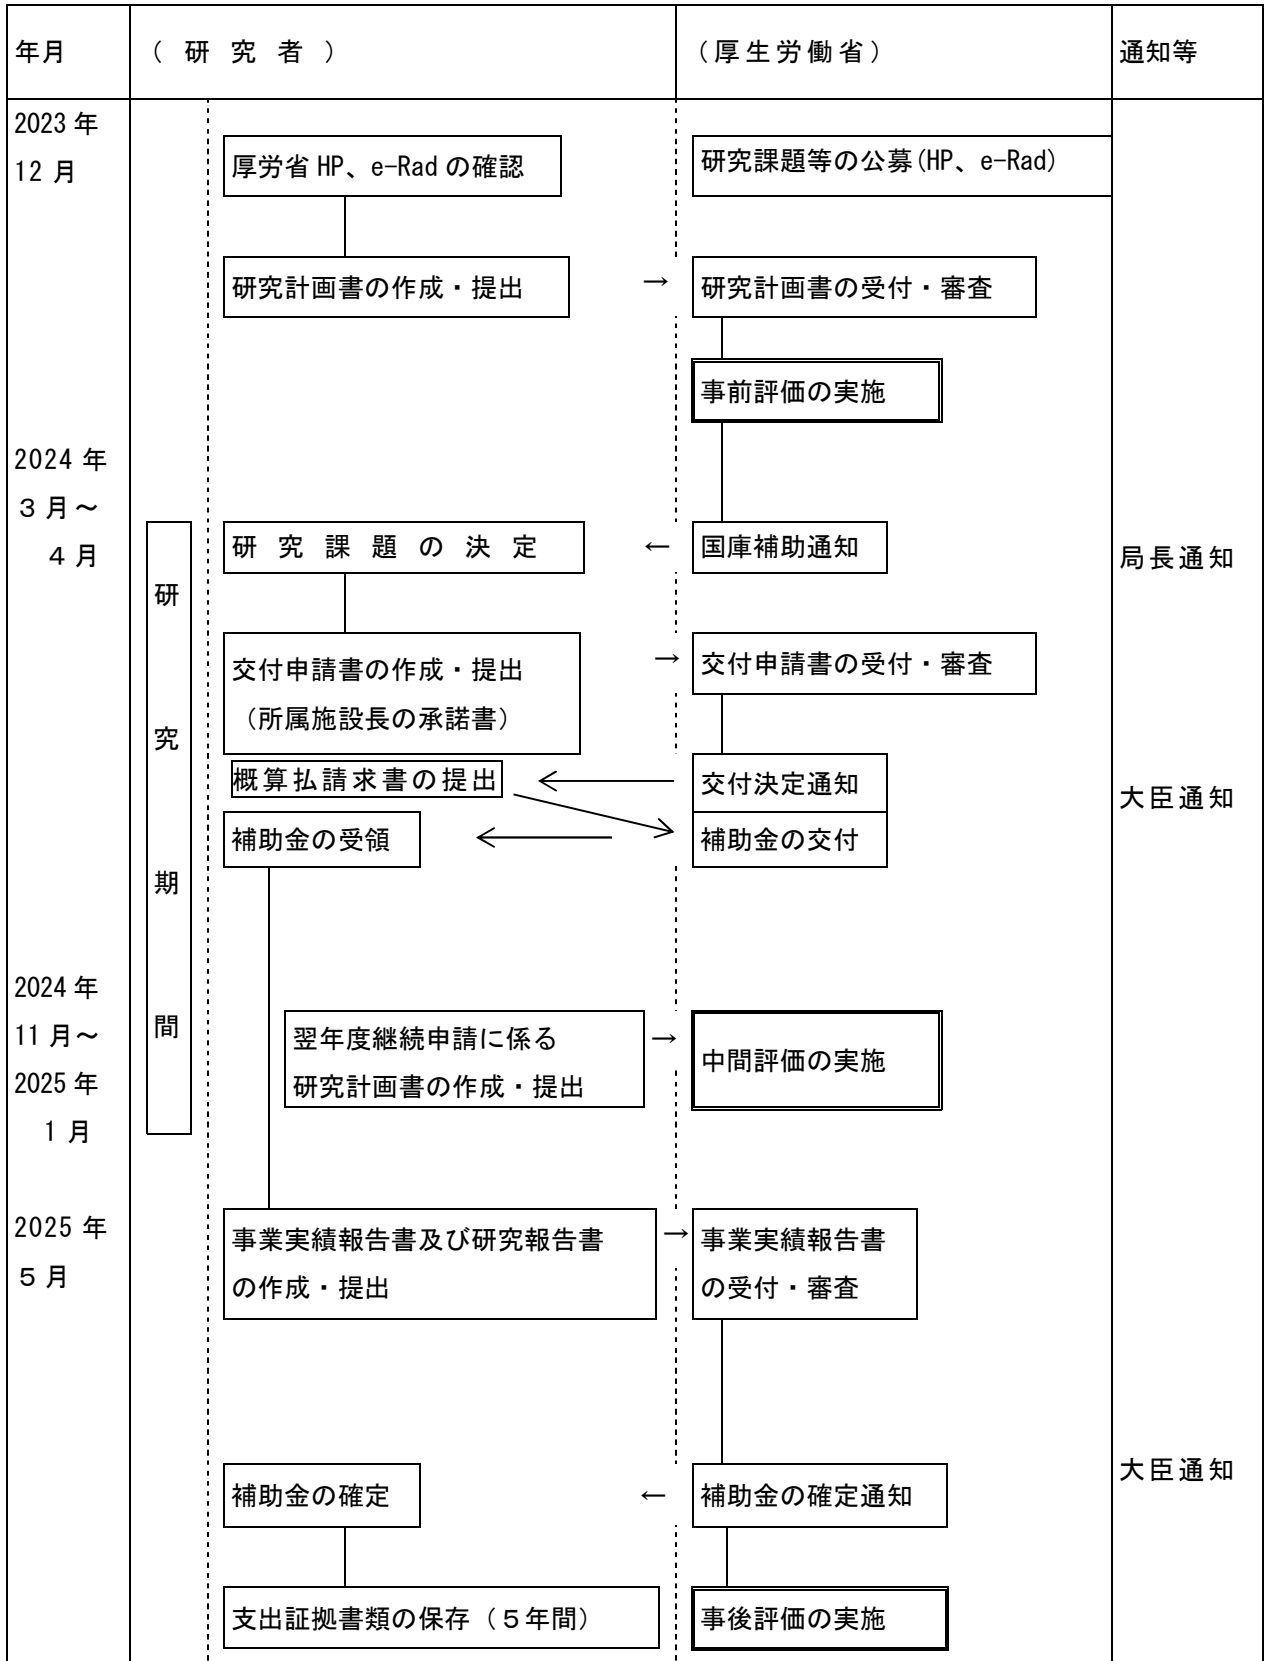 年月
（研究者）
（厚生労働省）
通知等
2023年
12月
厚労省HP、e-Radの確認
研究課題等の公募(HP、e-Rad)
研究計画書の作成・提出
→
研究計画書の受付・審査
事前評価の実施
2024年
３月～
４月
研究課題の決定
←
国庫補助通知
局長通知
研究期間
交付申請書の作成・提出
（所属施設長の承諾書）
→
交付申請書の受付・審査
概算払請求書の提出
交付決定通知
大臣通知
補助金の受領
補助金の交付
2024年
11月～
2025年
1月
翌年度継続申請に係る
研究計画書の作成・提出
→
中間評価の実施
2025年
５月
事業実績報告書及び研究報告書
の作成・提出
→
事業実績報告書
の受付・審査
補助金の確定
←
補助金の確定通知
大臣通知
支出証拠書類の保存（５年間）
事後評価の実施